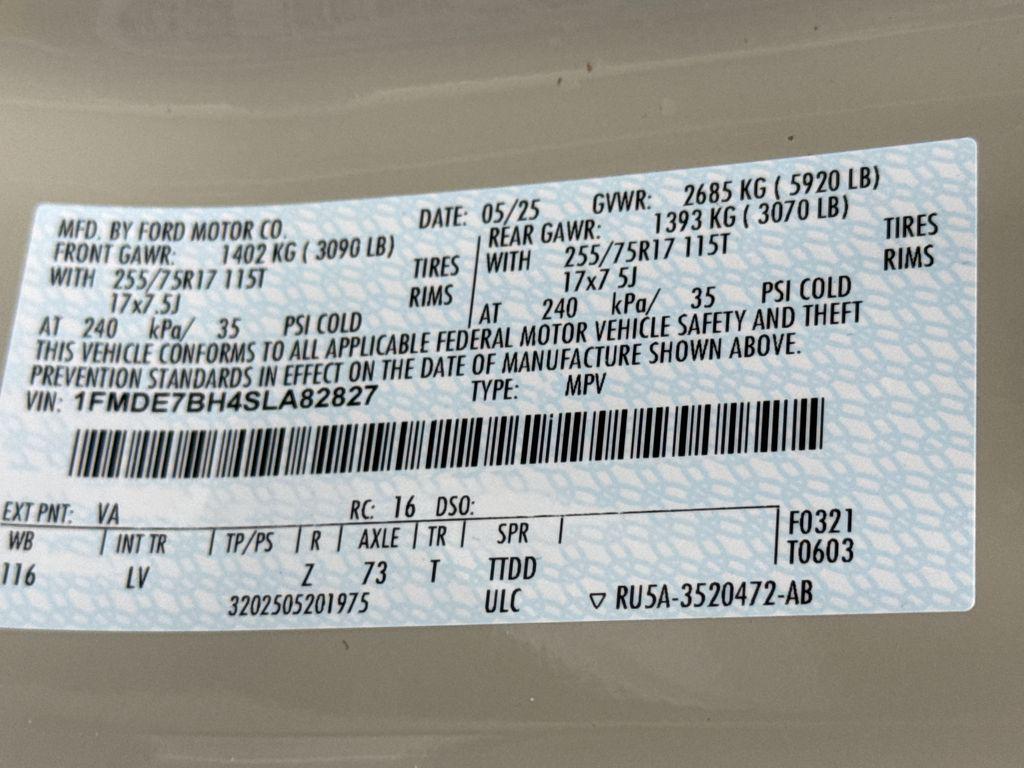 MFD. BY FORD MOTOR CO. DATE: 05/25 GVWR: 2685 KG ( 5920 LB)
FRONT GAWR: 1402 KG ( 3090 LB) REAR GAWR: 1393 KG ( 3070 LB)
WITH 255/75R17 115T TIRES WITH 255/75R17 115T TIRES
17x7.5J RIMS 17x7 5J RIMS
AT 240 kPa/ 35 PSI COLD AT 240 kPa/ 35 PSI COLD
THIS VEHICLE CONFORMS TO ALL APPLICABLE FEDERAL MOTOR VEHICLE SAFETY AND THEFT
PREVENTION STANDARDS IN EFFECT ON THE DATE OF MANUFACTURE SHOWN ABOVE.
VIN: 1FMDE7BH4SLA82827 TYPE: MPV
EXT PNT: VA RC: 16 DSO:
WB INT TR TP/PS R AXLE TR SPR F0321
T0603
116 LV Z 73 T TTDD
3202505201975 ULC ▽ RU5A-3520472-AB